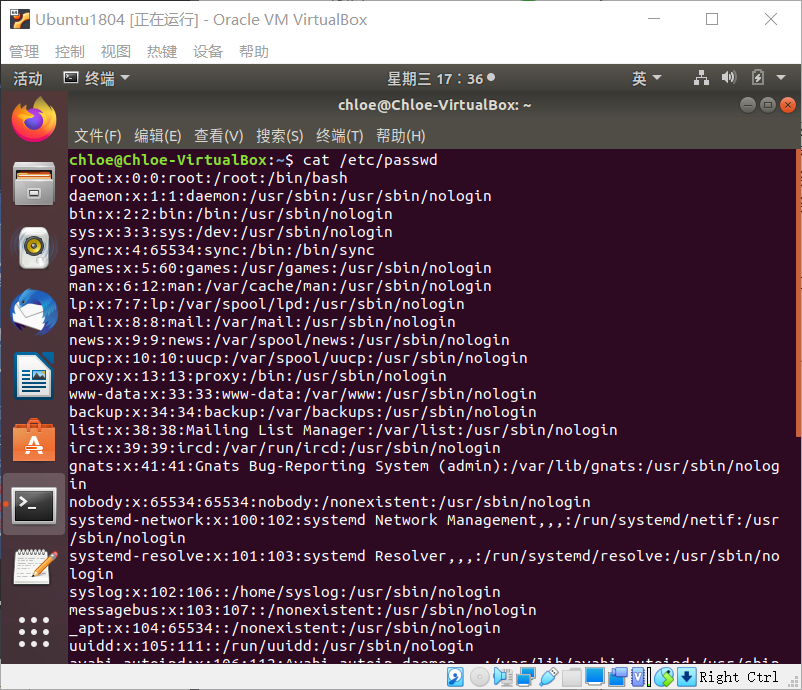 Ubuntu1804 [正在运行] - Oracle VM VirtualBox
管理 控制 视图 热键 设备 帮助
活动 终端 星期三 17：36 英
chloe@Chloe-VirtualBox: ~
文件(F) 编辑(E) 查看(V) 搜索(S) 终端(T) 帮助(H)
chloe@Chloe-VirtualBox:~$ cat /etc/passwd
root:x:0:0:root:/root:/bin/bash
daemon:x:1:1:daemon:/usr/sbin:/usr/sbin/nologin
bin:x:2:2:bin:/bin:/usr/sbin/nologin
sys:x:3:3:sys:/dev:/usr/sbin/nologin
sync:x:4:65534:sync:/bin:/bin/sync
games:x:5:60:games:/usr/games:/usr/sbin/nologin
man:x:6:12:man:/var/cache/man:/usr/sbin/nologin
lp:x:7:7:lp:/var/spool/lpd:/usr/sbin/nologin
mail:x:8:8:mail:/var/mail:/usr/sbin/nologin
news:x:9:9:news:/var/spool/news:/usr/sbin/nologin
uucp:x:10:10:uucp:/var/spool/uucp:/usr/sbin/nologin
proxy:x:13:13:proxy:/bin:/usr/sbin/nologin
www-data:x:33:33:www-data:/var/www:/usr/sbin/nologin
backup:x:34:34:backup:/var/backups:/usr/sbin/nologin
list:x:38:38:Mailing List Manager:/var/list:/usr/sbin/nologin
irc:x:39:39:ircd:/var/run/ircd:/usr/sbin/nologin
gnats:x:41:41:Gnats Bug-Reporting System (admin):/var/lib/gnats:/usr/sbin/nolog
in
nobody:x:65534:65534:nobody:/nonexistent:/usr/sbin/nologin
systemd-network:x:100:102:systemd Network Management,,,:/run/systemd/netif:/usr
/sbin/nologin
systemd-resolve:x:101:103:systemd Resolver,,,:/run/systemd/resolve:/usr/sbin/no
login
syslog:x:102:106::/home/syslog:/usr/sbin/nologin
messagebus:x:103:107::/nonexistent:/usr/sbin/nologin
_apt:x:104:65534::/nonexistent:/usr/sbin/nologin
uuidd:x:105:111::/run/uuidd:/usr/sbin/nologin
Right Ctrl